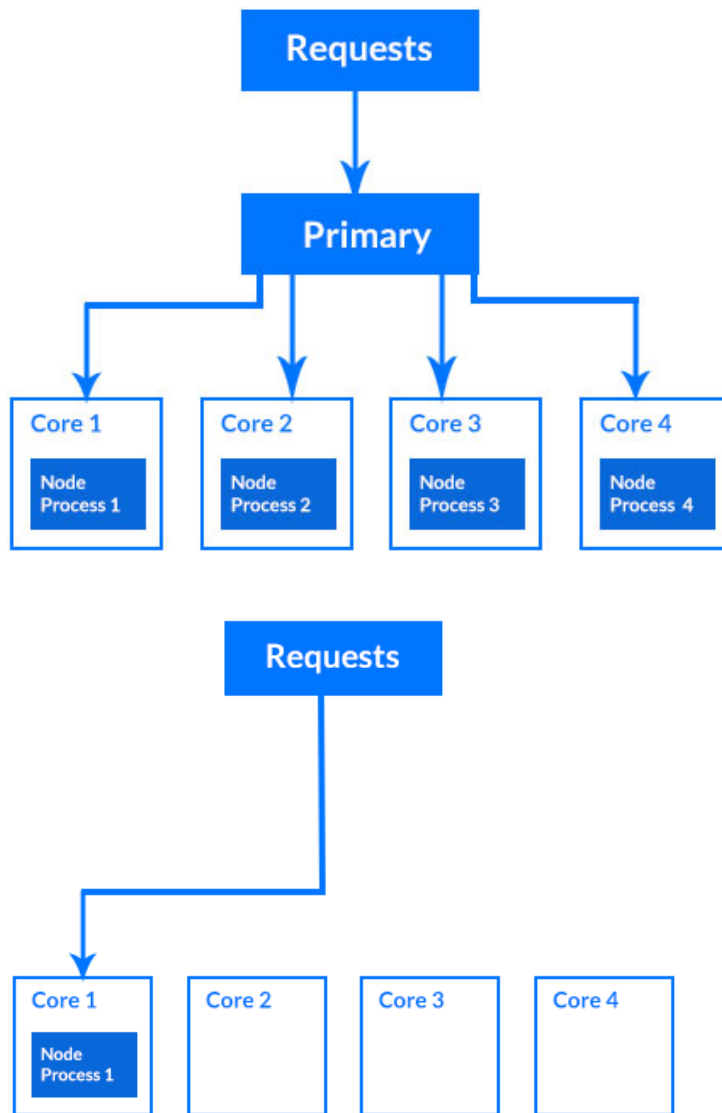 Requests
Primary
Core 1
Core 2
Core 3
Core 4
Node
Process 1
Node
Process 2
Node
Process 3
Node
Process 4
Requests
Core 1
Core 2
Core 3
Core 4
Node
Process 1